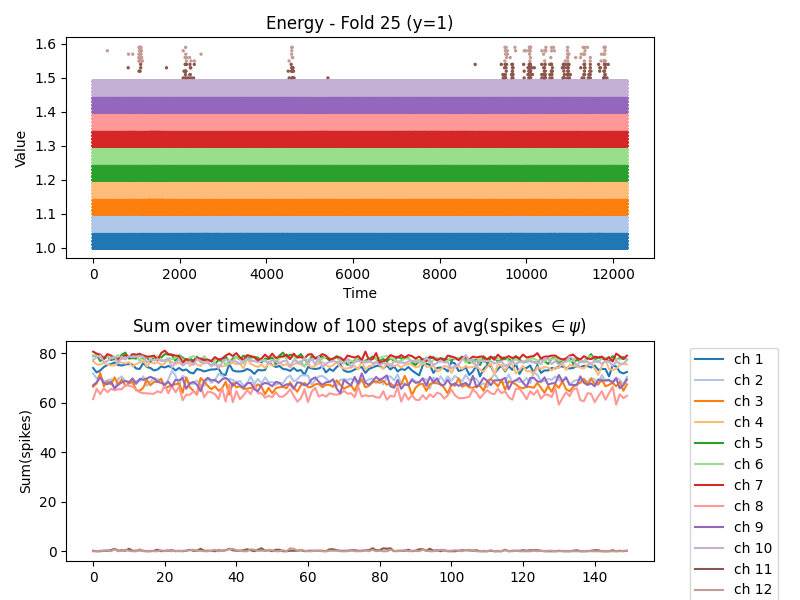 Energy - Fold 25 (y=1)
1.6
1.5
1.4
1.3
1.2
1.1
1.0
Value
0 2000 4000 6000 8000 10000 12000
Time
Sum over timewindow of 100 steps of avg(spikes ∈ ψ)
80
60
40
20
0
Sum(spikes)
0 20 40 60 80 100 120 140
ch 1
ch 2
ch 3
ch 4
ch 5
ch 6
ch 7
ch 8
ch 9
ch 10
ch 11
ch 12